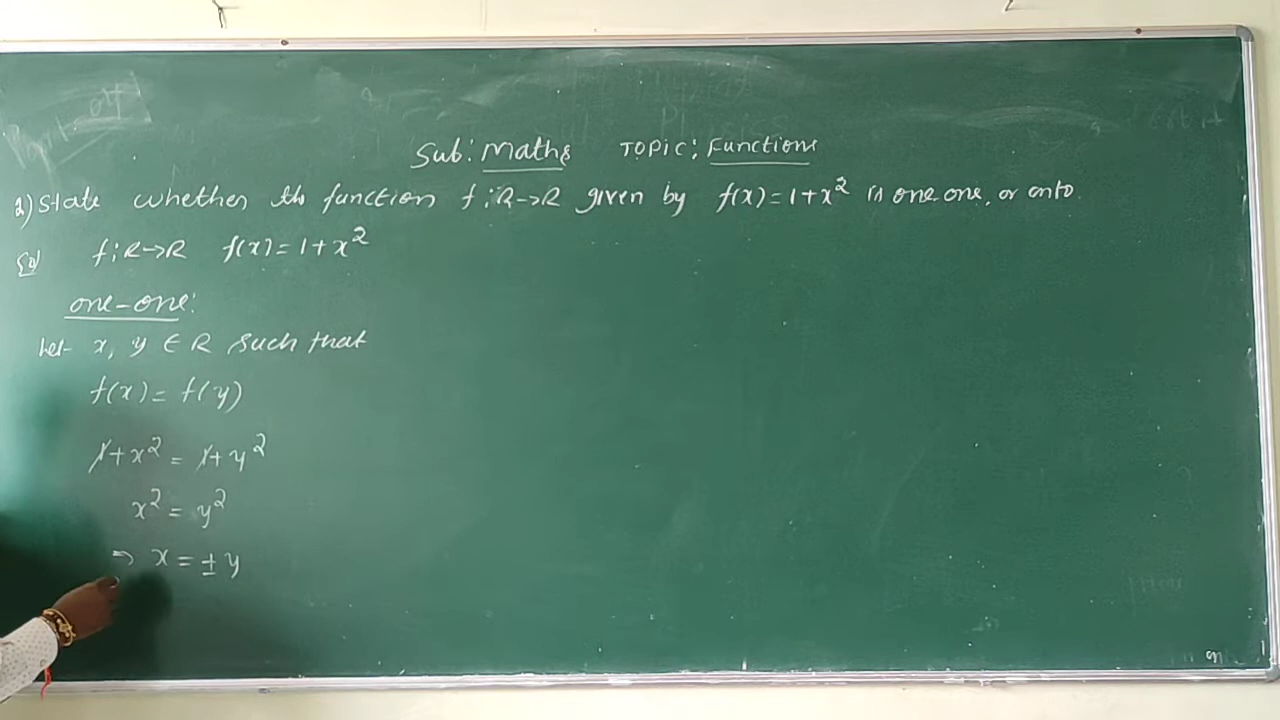 Sub: Maths TOPIC: Functions
2) State whether the function f: R→R given by f(x) = 1+x² is one one, or onto.
Sol f: R→R f(x) = 1+x²
one-one:
Let x, y ∈ R such that
f(x) = f(y)
1+x² = 1+y²
x² = y²
⇒ x = ± y